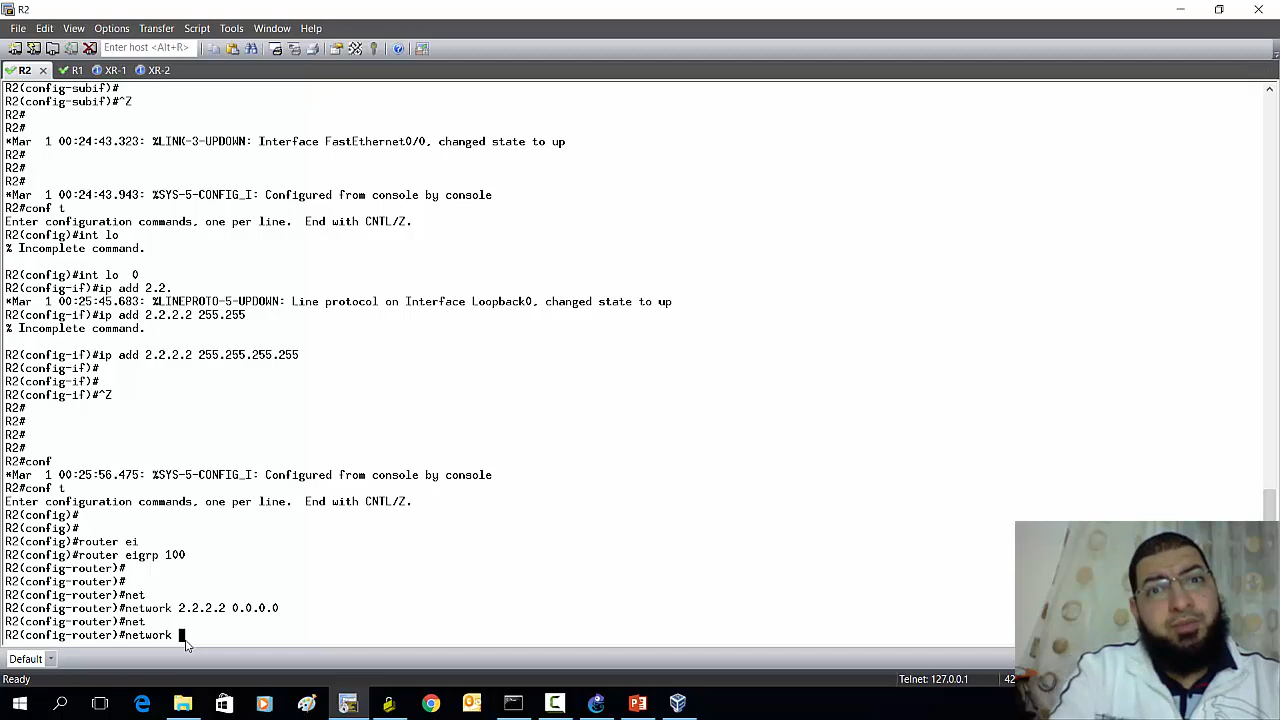 R2
File Edit View Options Transfer Script Tools Window Help
Enter host <Alt+R>
R2 R1 XR-1 XR-2
R2(config-subif)#
R2(config-subif)#^Z
R2#
R2#
*Mar  1 00:24:43.323: %LINK-3-UPDOWN: Interface FastEthernet0/0, changed state to up
R2#
R2#
R2#
*Mar  1 00:24:43.943: %SYS-5-CONFIG_I: Configured from console by console
R2#conf t
Enter configuration commands, one per line.  End with CNTL/Z.
R2(config)#int lo
% Incomplete command.
R2(config)#int lo  0
R2(config-if)#ip add 2.2.
*Mar  1 00:25:45.683: %LINEPROTO-5-UPDOWN: Line protocol on Interface Loopback0, changed state to up
R2(config-if)#ip add 2.2.2.2 255.255
% Incomplete command.
R2(config-if)#ip add 2.2.2.2 255.255.255.255
R2(config-if)#
R2(config-if)#
R2(config-if)#^Z
R2#
R2#
R2#
R2#
R2#conf
*Mar  1 00:25:56.475: %SYS-5-CONFIG_I: Configured from console by console
R2#conf t
Enter configuration commands, one per line.  End with CNTL/Z.
R2(config)#
R2(config)#
R2(config)#router ei
R2(config)#router eigrp 100
R2(config-router)#
R2(config-router)#
R2(config-router)#net
R2(config-router)#network 2.2.2.2 0.0.0.0
R2(config-router)#net
R2(config-router)#network
Default
Ready Telnet: 127.0.0.1 42